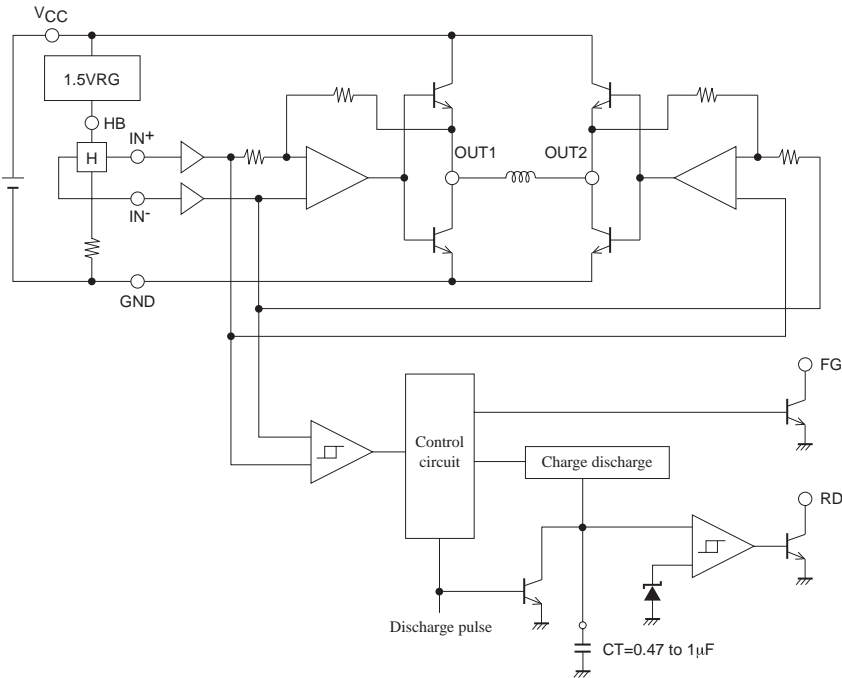 VCC
1.5VRG
HB
IN+
H
OUT1
OUT2
IN-
GND
FG
Control
circuit
Charge discharge
RD
Discharge pulse
CT=0.47 to 1μF